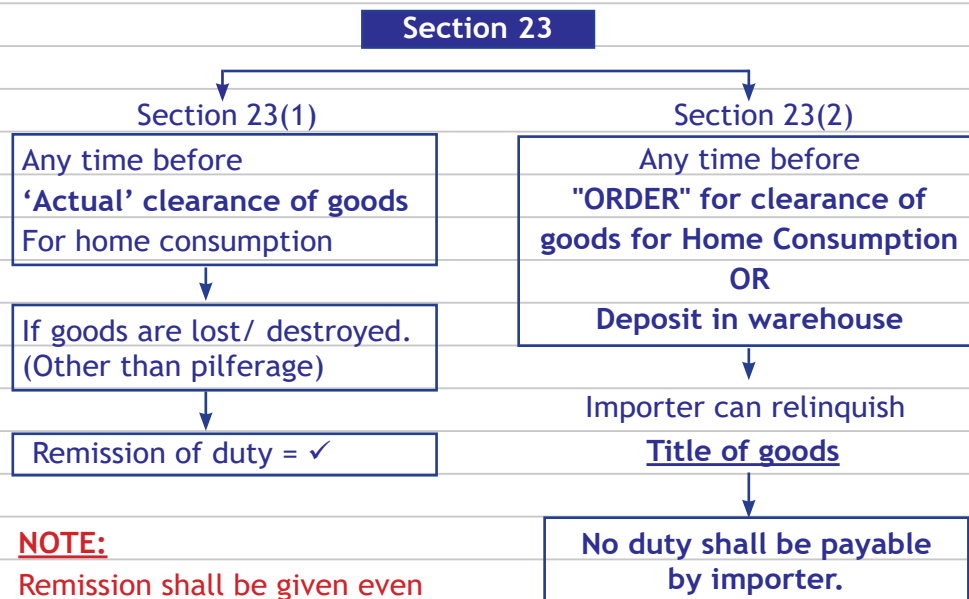 Section 23
Section 23(1)
Any time before
‘Actual’ clearance of goods
For home consumption
If goods are lost/ destroyed.
(Other than pilferage)
Remission of duty = ✓
NOTE:
Remission shall be given even
Section 23(2)
Any time before
"ORDER" for clearance of
goods for Home Consumption
OR
Deposit in warehouse
Importer can relinquish
Title of goods
No duty shall be payable
by importer.